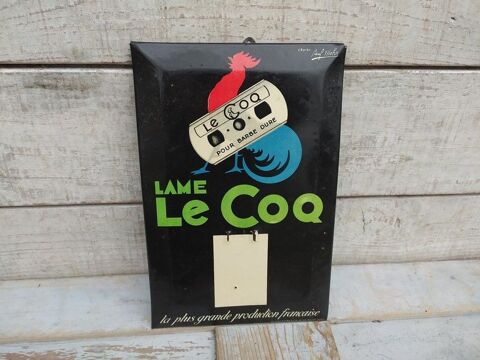 LE COQ
POUR BARBE DURE
LAME
Le Coq
la plus grande production française